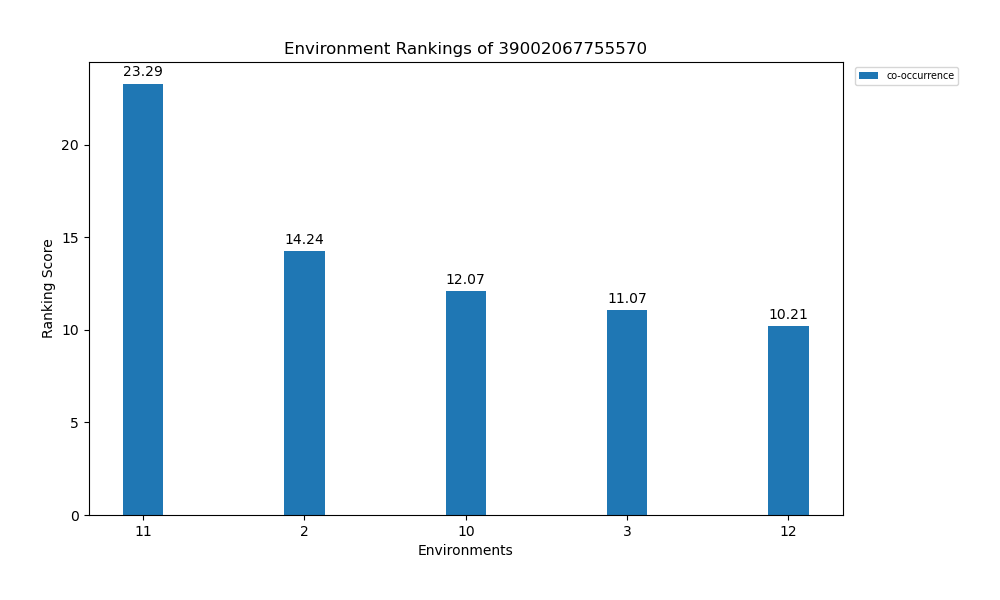 Environment Rankings of 39002067755570
co-occurrence
23.29
14.24
12.07
11.07
10.21
20
15
10
5
0
Ranking Score
11 2 10 3 12
Environments